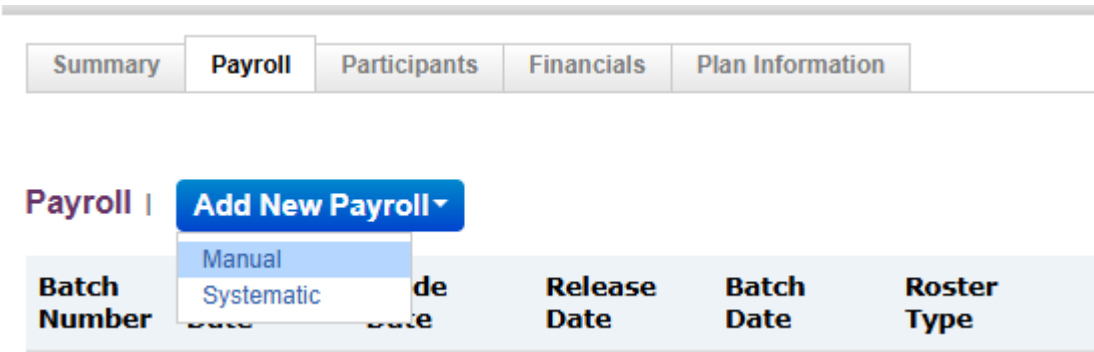 Summary Payroll Participants Financials Plan Information
Payroll | Add New Payroll
Manual
Systematic
Batch Release Batch Roster
Number Date Date Type